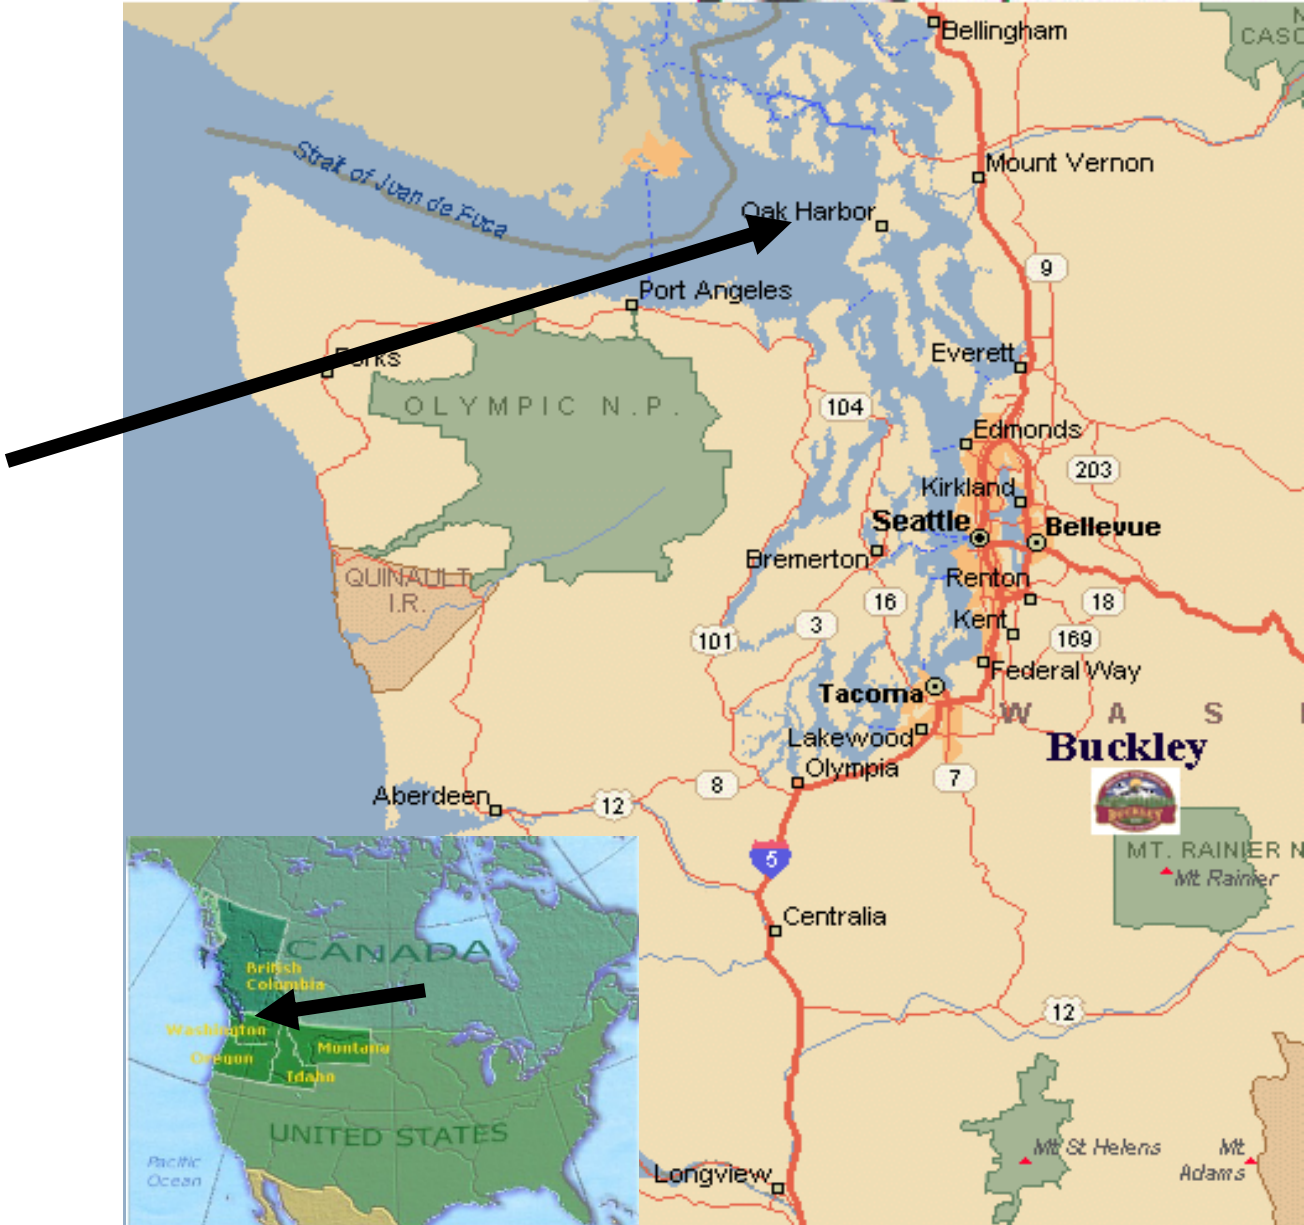 Bellingham
N
CASC
Strait of Juan de Fuca
Mount Vernon
Oak Harbor
9
Port Angeles
Everett
Forks
OLYMPIC N.P.
104
Edmonds
203
Kirkland
Seattle
Bellevue
Bremerton
QUINAULT
I.R.
Renton
16
18
Kent
3
101
169
Federal Way
Tacoma
W A S
Lakewood
Buckley
Olympia
7
8
Aberdeen
12
BUCKLEY
5
MT. RAINIER N
Mt Rainier
Centralia
CANADA
British
Columbia
12
Washington
Oregon
Montana
Idaho
UNITED STATES
Mt St Helens
Mt
Adams
Pacific
Ocean
Longview